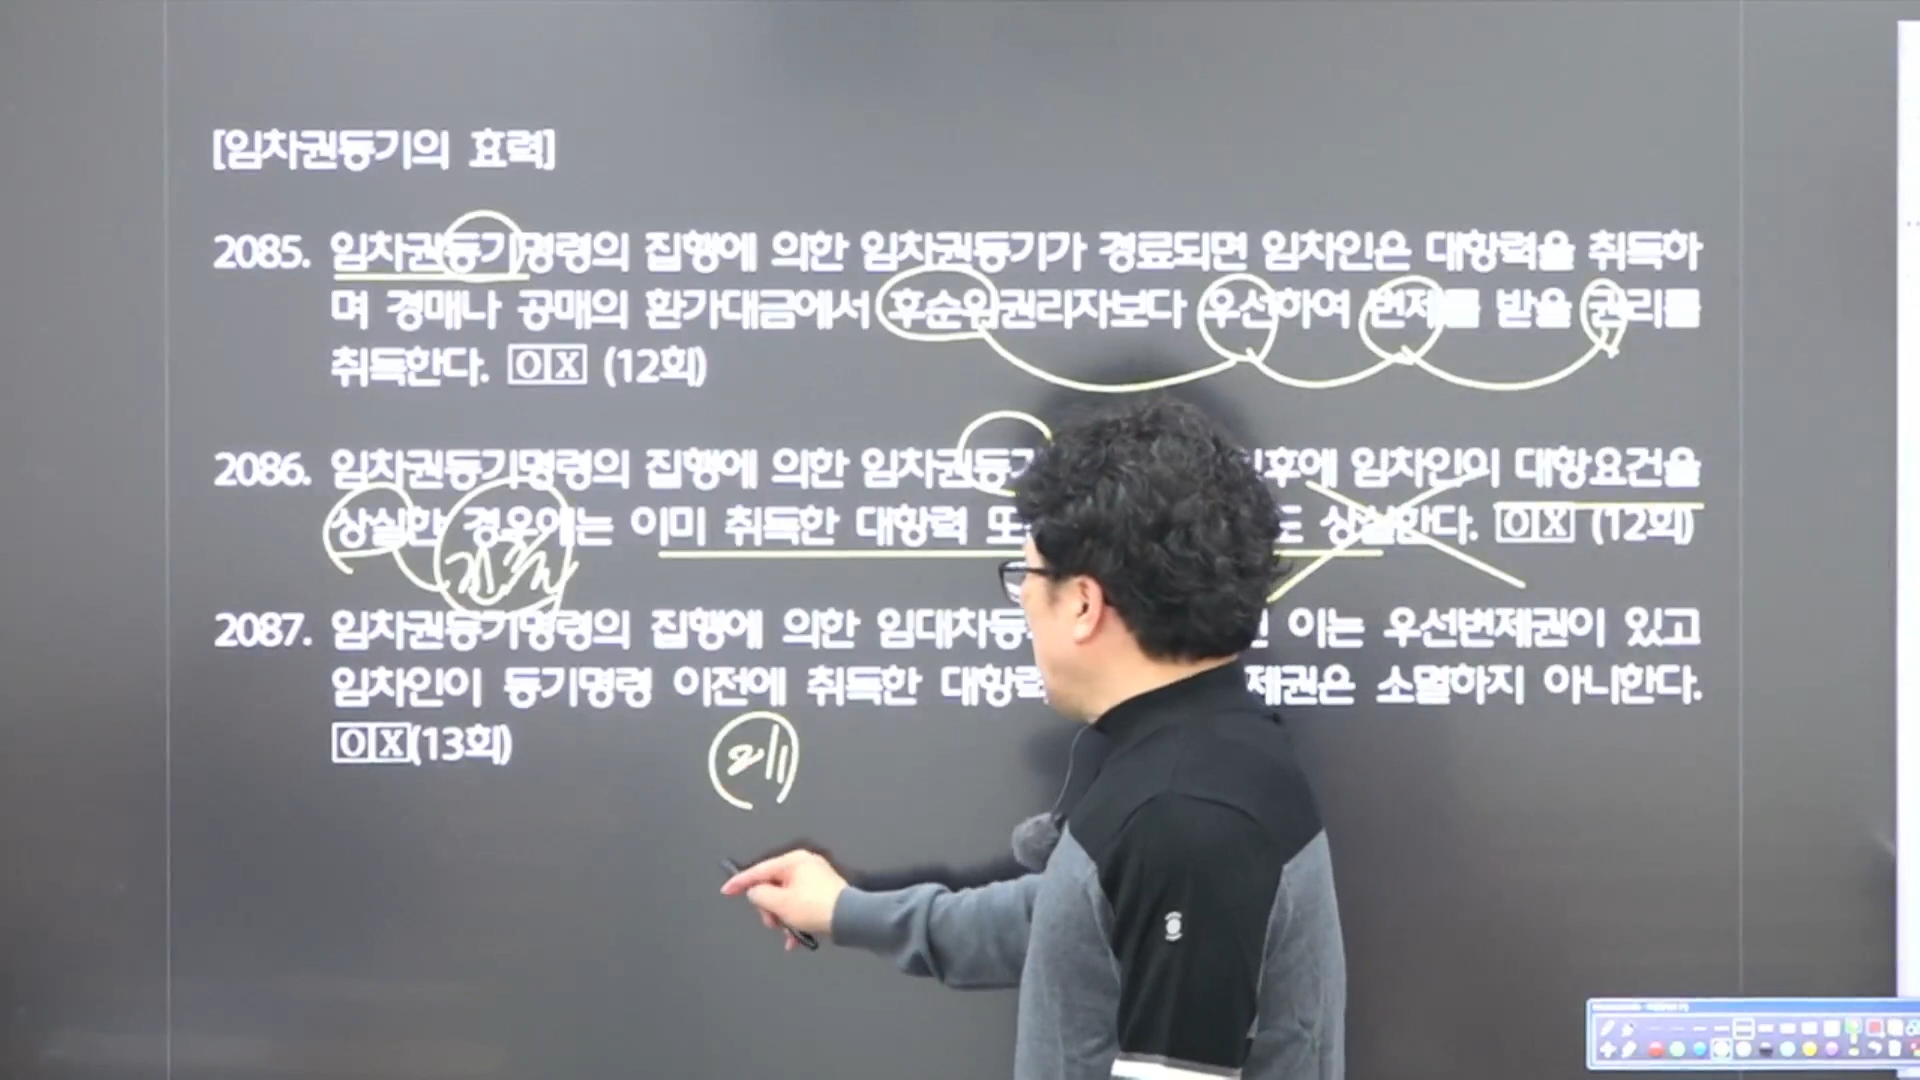 [임차권등기의 효력]
2085. 임차권등기명령의 집행에 의한 임차권등기가 경료되면 임차인은 대항력을 취득하
며 경매나 공매의 환가대금에서 후순위권리자보다 우선하여 변제를 받을 권리를
취득한다. O X (12회)
2086. 임차권등기명령의 집행에 의한 임차권등기 후에 임차인이 대항요건을
상실한 경우에는 이미 취득한 대항력 또 도 상실한다. O X (12회)
2087. 임차권등기명령의 집행에 의한 임대차등 이는 우선변제권이 있고
임차인이 등기명령 이전에 취득한 대항력 제권은 소멸하지 아니한다.
O X (13회)